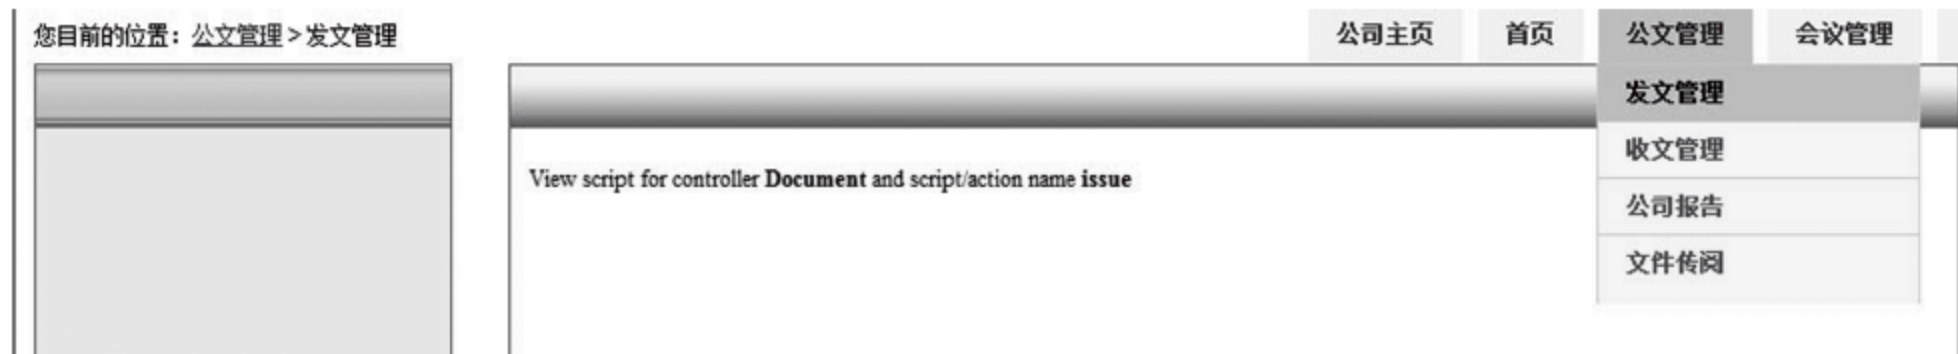 您目前的位置：公文管理 > 发文管理
公司主页 首页 公文管理 会议管理
发文管理
收文管理
公司报告
文件传阅
View script for controller Document and script/action name issue